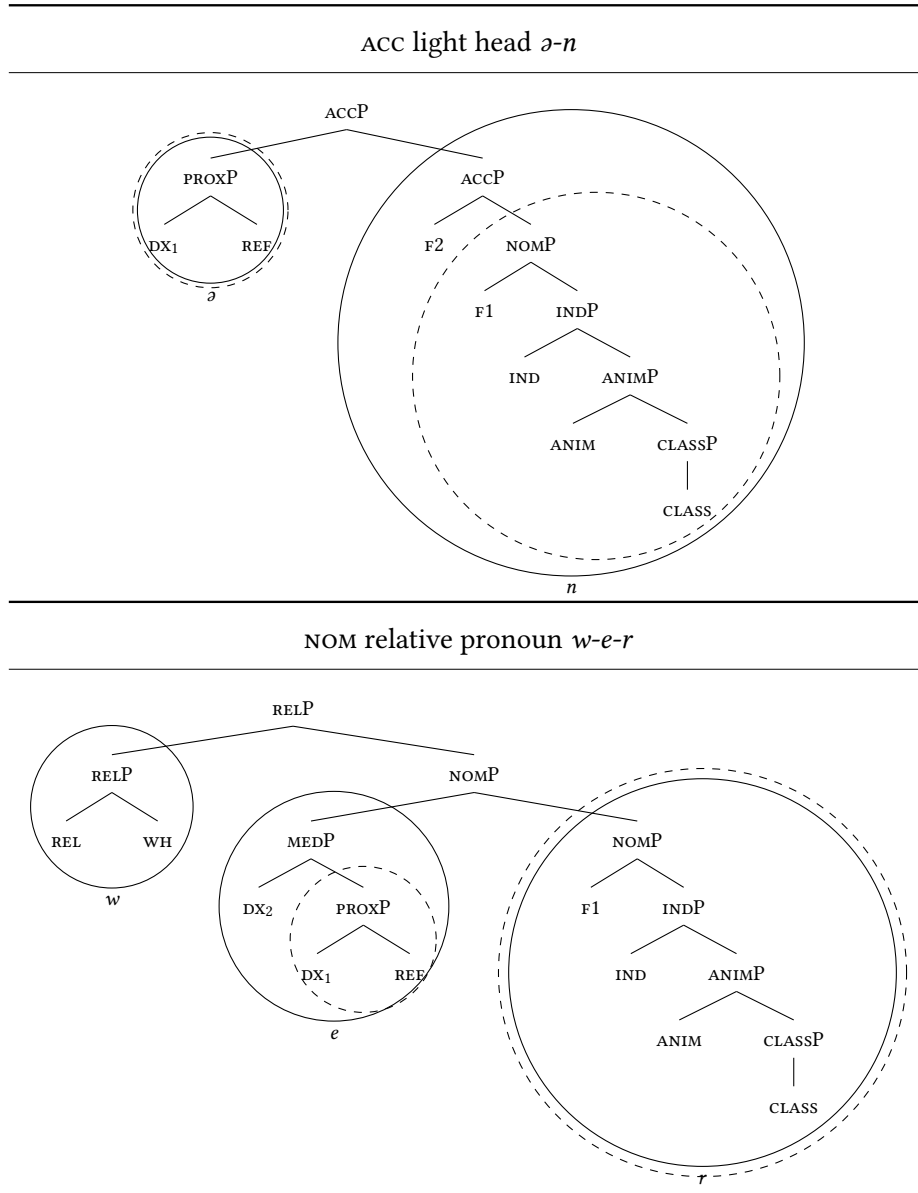 ACC light head ə-n
ACCP
PROXP ACCP
DX₁ REF F2 NOMP
ə
F1 INDP
IND ANIMP
ANIM CLASSP
CLASS
n
NOM relative pronoun w-e-r
RELP
RELP NOMP
REL WH MEDP NOMP
w
DX₂ PROXP F1 INDP
DX₁ REF IND ANIMP
e
ANIM CLASSP
CLASS
r